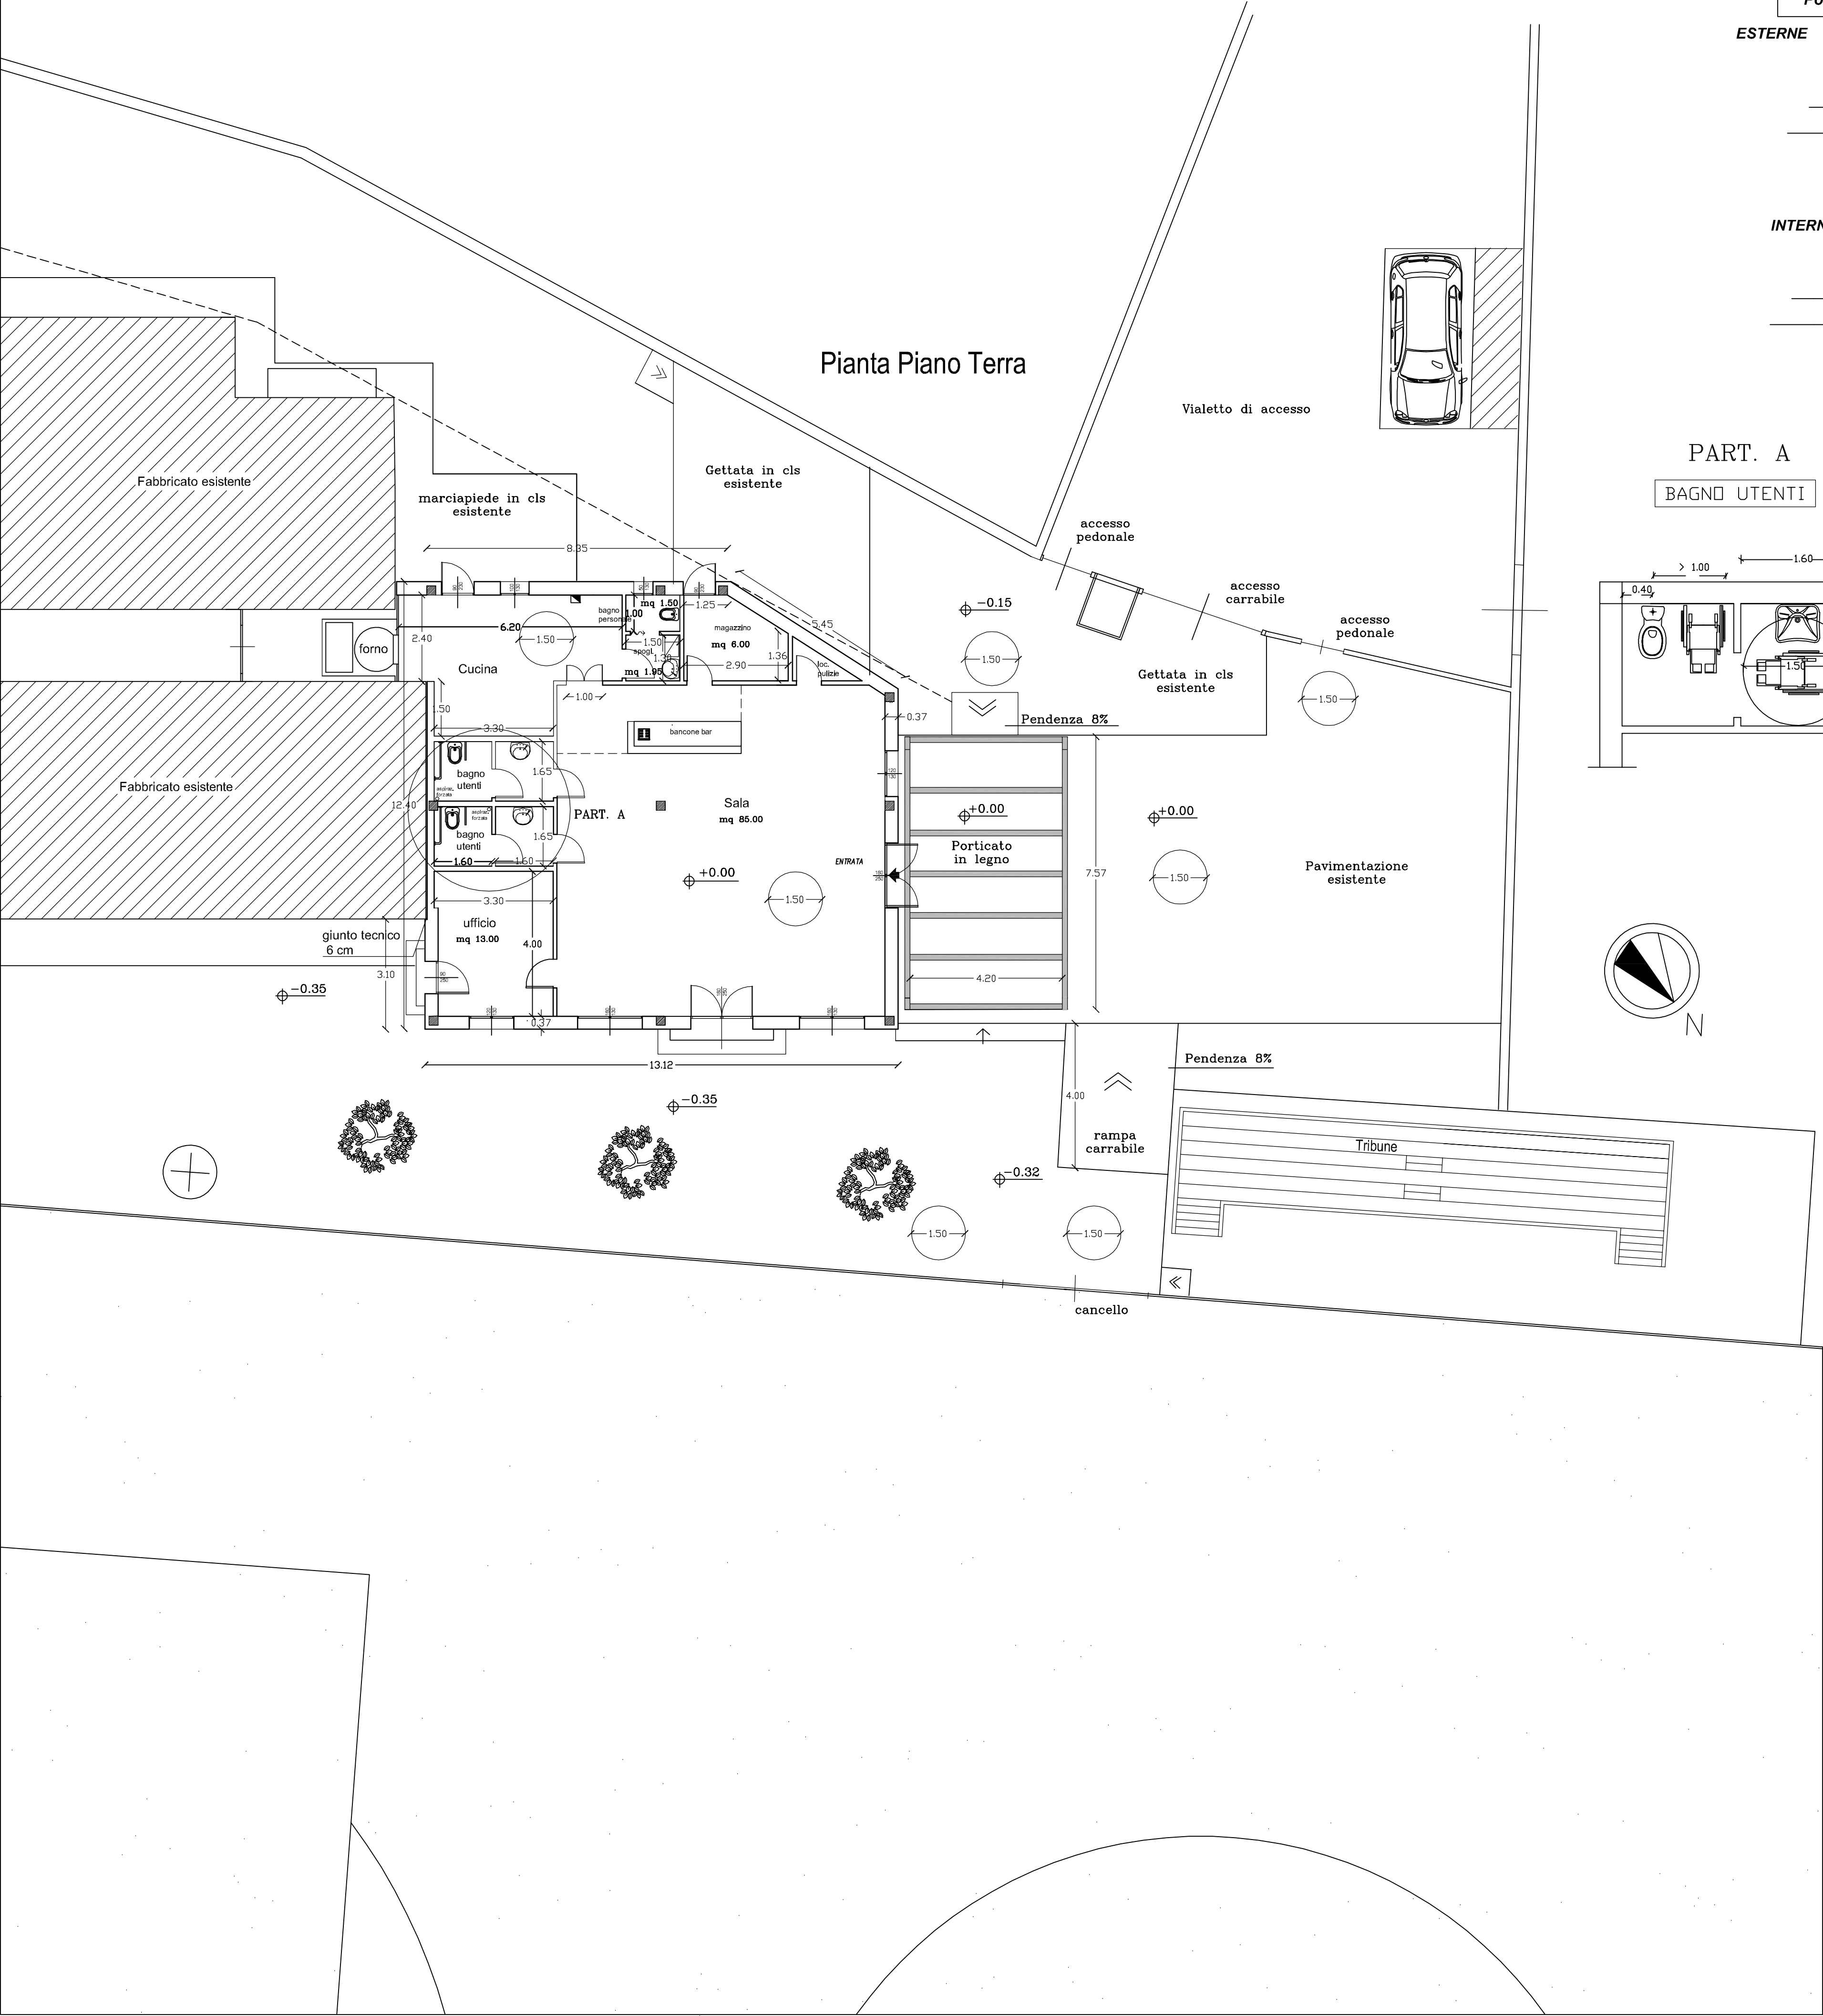 ESTERNE
INTERN
Pianta Piano Terra
Vialetto di accesso
PART. A
BAGNO UTENTI
Fabbricato esistente
marciapiede in cls
esistente
Gettata in cls
esistente
accesso
pedonale
accesso
carrabile
accesso
pedonale
8.35
> 1.00
1.60
0.40
1.50
-0.15
1.50
5.45
bagno
personale
mq 1.50
1.00
1.25
magazzino
mq 6.00
1.36
2.90
loc.
pulizie
6.20
1.50
2.40
forno
Cucina
1.50
spogl.
mq 1.95
1.00
Gettata in cls
esistente
1.50
0.37
Pendenza 8%
1.50
3.30
bancone bar
Fabbricato esistente
bagno
utenti
1.65
aspiraz.
forzata
12.40
PART. A
Sala
mq 85.00
+0.00
+0.00
bagno
utenti
1.65
1.60
1.60
ENTRATA
Porticato
in legno
7.57
1.50
Pavimentazione
esistente
+0.00
1.50
3.30
ufficio
mq 13.00
4.00
giunto tecnico
6 cm
3.10
4.20
-0.35
0.37
N
13.12
Pendenza 8%
-0.35
4.00
rampa
carrabile
Tribune
-0.32
1.50
1.50
cancello